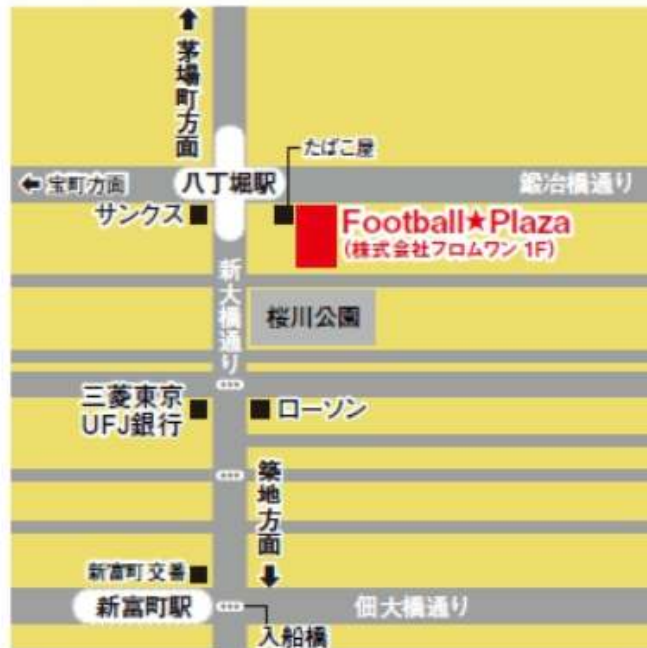 茅場町方面
たばこ屋
宝町方面
八丁堀駅
鍛冶橋通り
サンクス
Football★Plaza
(株式会社フロムワン 1F)
新大橋通り
桜川公園
三菱東京
UFJ銀行
ローソン
築地方面
新富町交番
新富町駅
佃大橋通り
入船橋